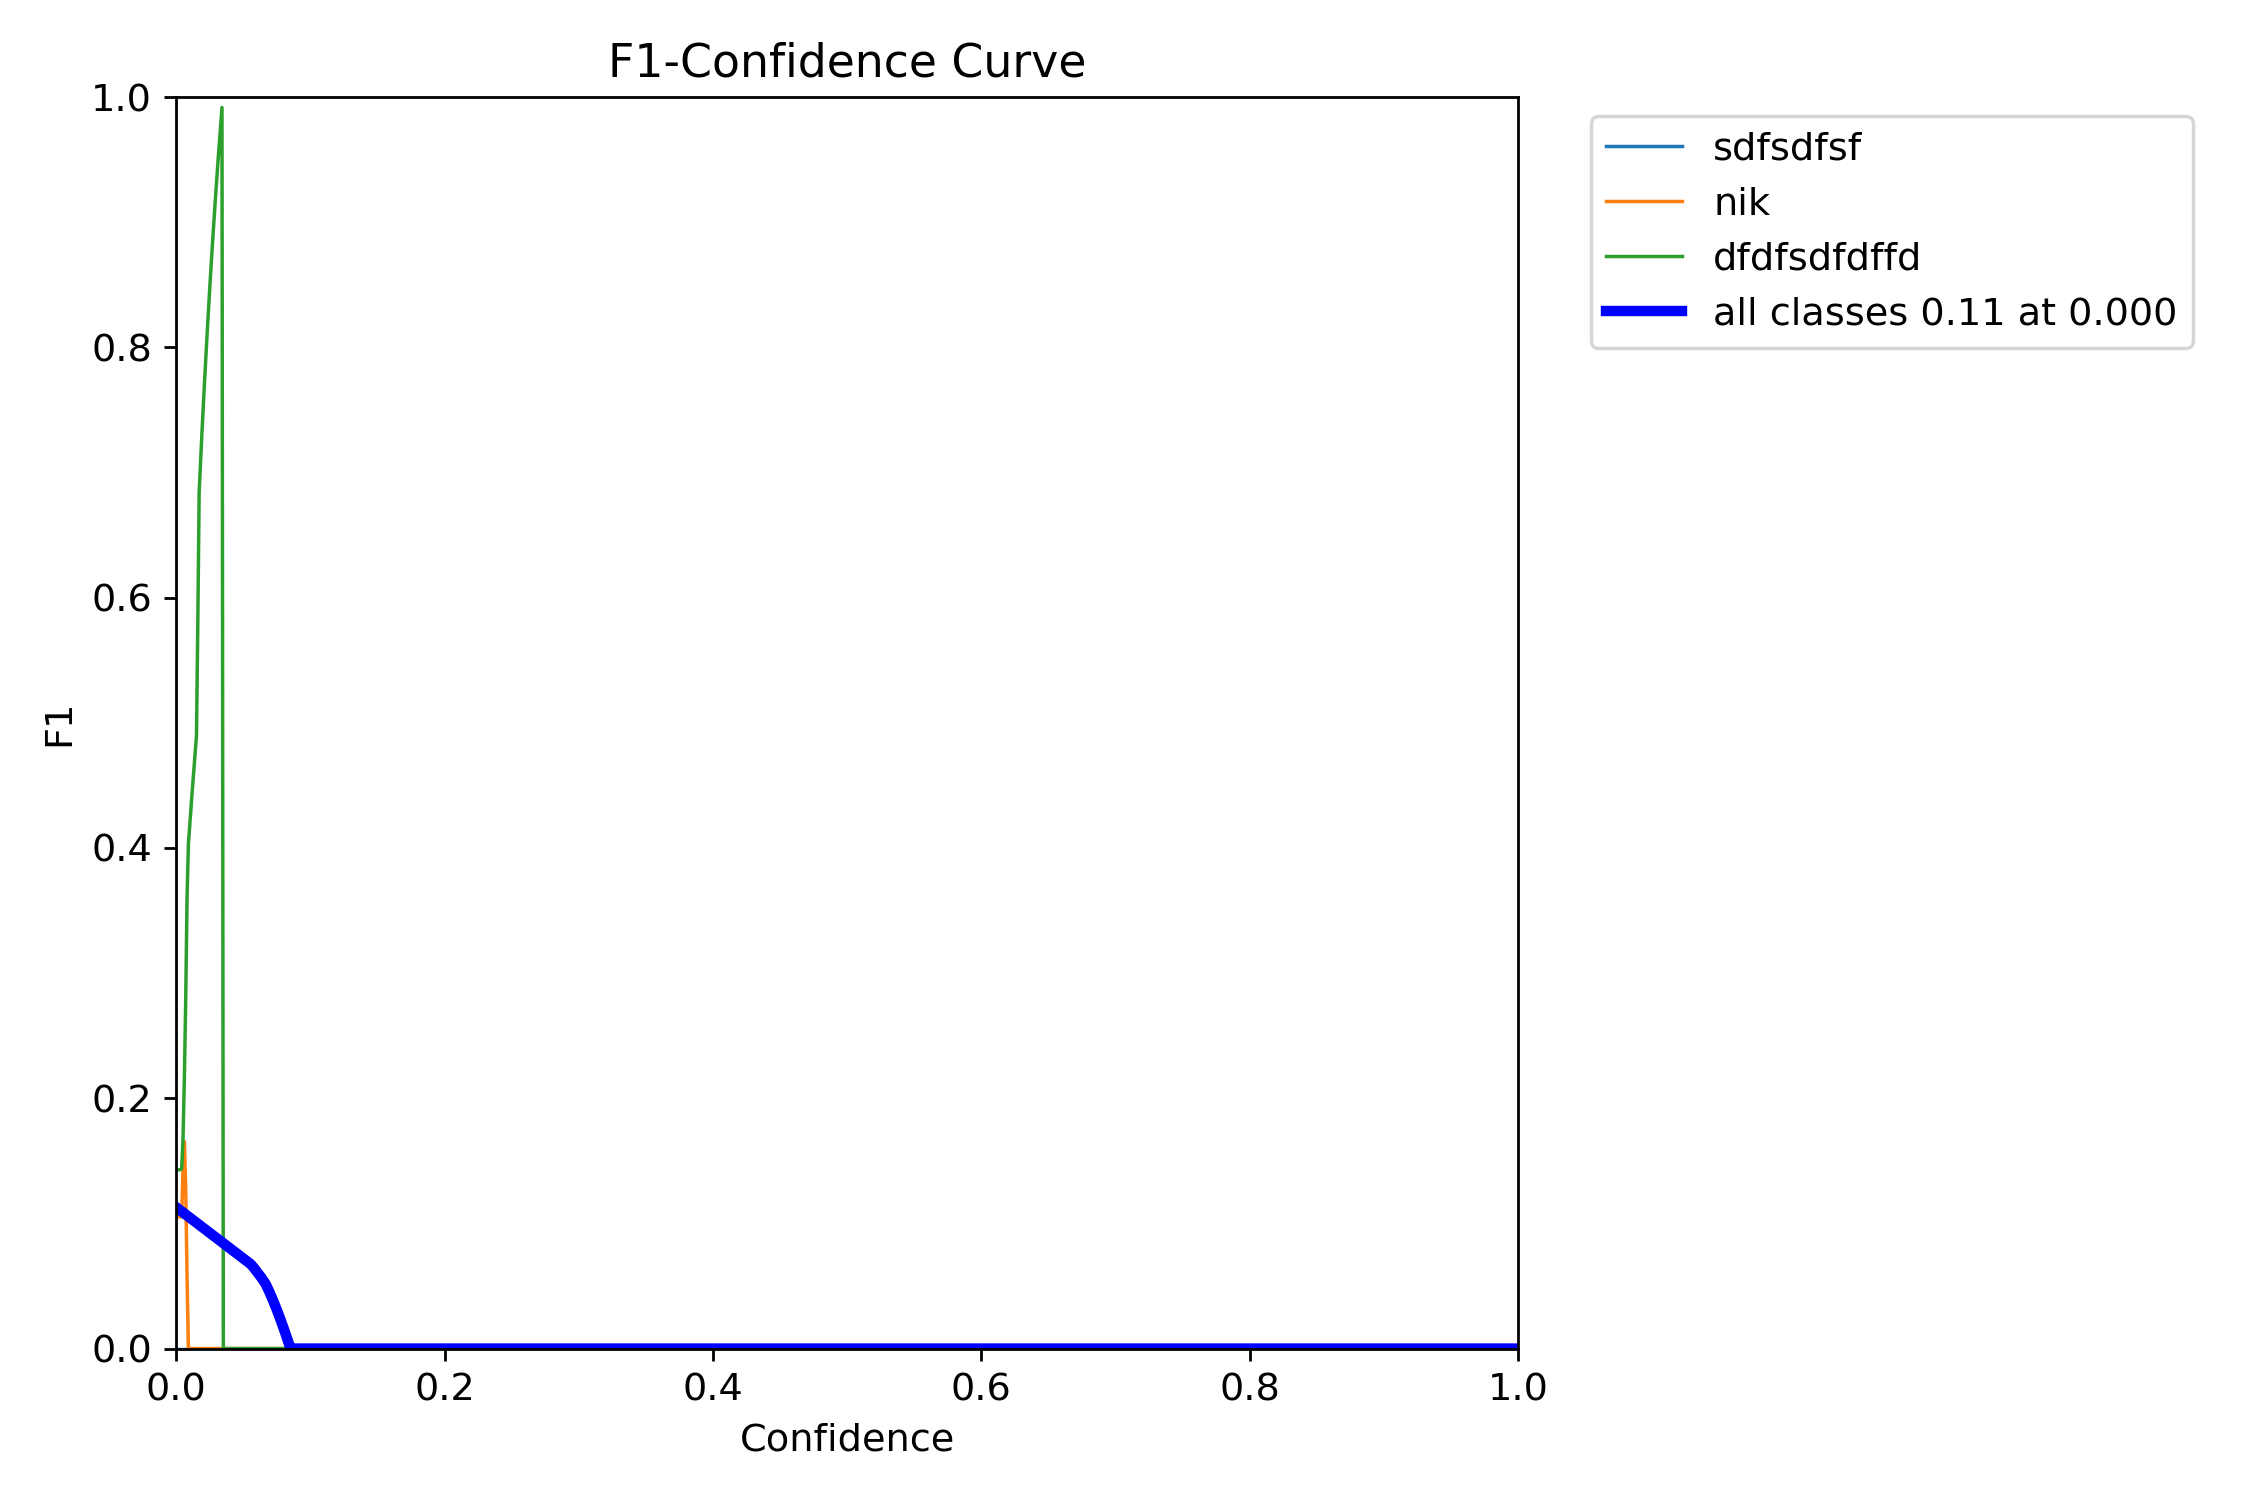 F1-Confidence Curve
1.0
0.8
0.6
0.4
0.2
0.0
F1
0.0 0.2 0.4 0.6 0.8 1.0
Confidence
sdfsdfsf
nik
dfdfsdfdffd
all classes 0.11 at 0.000